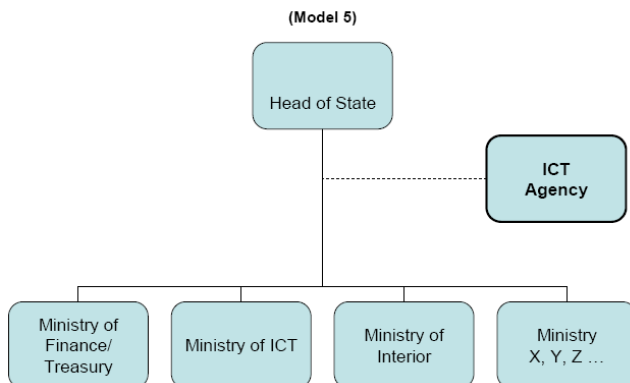 (Model 5)
Head of State
ICT
Agency
Ministry of
Finance/
Treasury
Ministry of ICT
Ministry of
Interior
Ministry
X, Y, Z ...